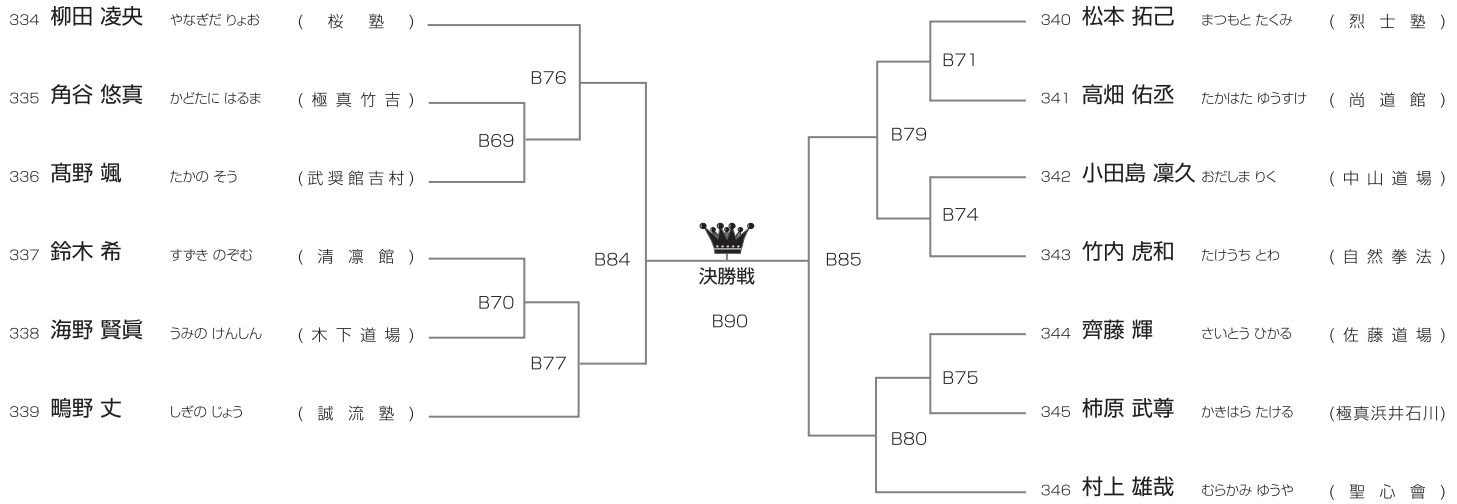 334 柳田 凌央 やなぎだ りょお ( 桜 塾 )
B76
335 角谷 悠真 かどたに はるま ( 極真竹吉 )
B69
336 髙野 颯 たかの そう (武奨館吉村)
B84
337 鈴木 希 すずき のぞむ ( 清 凛 館 )
B70
338 海野 賢眞 うみの けんしん ( 木下道場 )
B77
339 鴫野 丈 しぎの じょう ( 誠 流 塾 )
決勝戦
B90
340 松本 拓己 まつもと たくみ ( 烈 士 塾 )
B71
341 高畑 佑丞 たかはた ゆうすけ ( 尚 道 館 )
B79
342 小田島 凜久 おだしま りく ( 中山道場 )
B74
343 竹内 虎和 たけうち とわ ( 自然拳法 )
B85
344 齊藤 輝 さいとう ひかる ( 佐藤道場 )
B75
345 柿原 武尊 かきはら たける (極真浜井石川)
B80
346 村上 雄哉 むらかみ ゆうや ( 聖 心 會 )